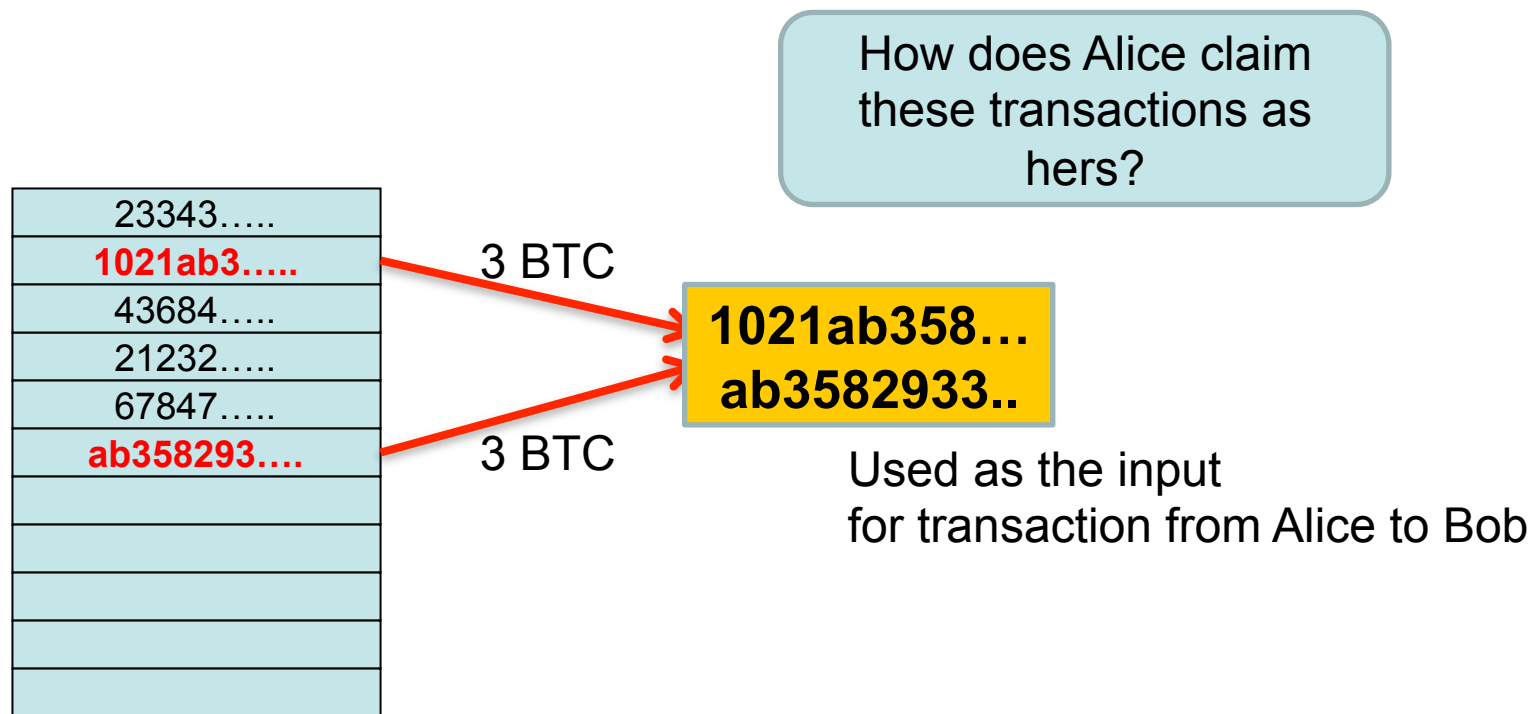 How does Alice claim
these transactions as
hers?
23343…..
1021ab3…..
43684…..
21232…..
67847…..
ab358293….
3 BTC
3 BTC
1021ab358…
ab3582933..
Used as the input
for transaction from Alice to Bob